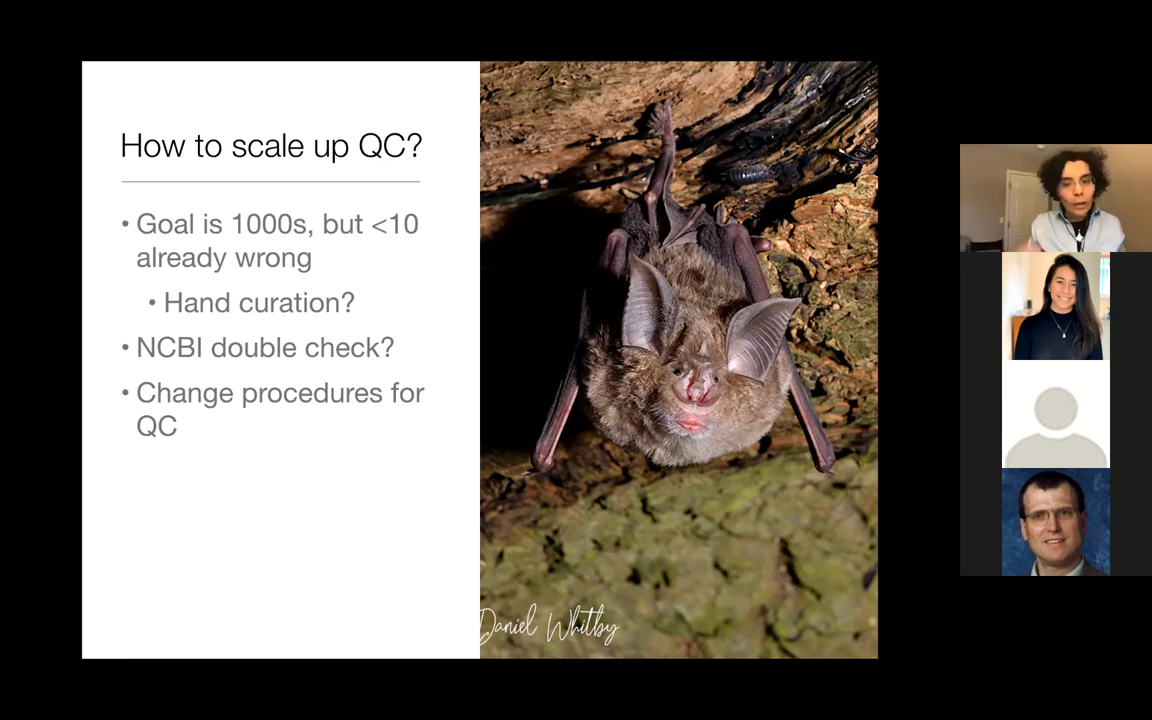 How to scale up QC?
• Goal is 1000s, but <10
already wrong
• Hand curation?
• NCBI double check?
• Change procedures for
QC
Daniel Whitby